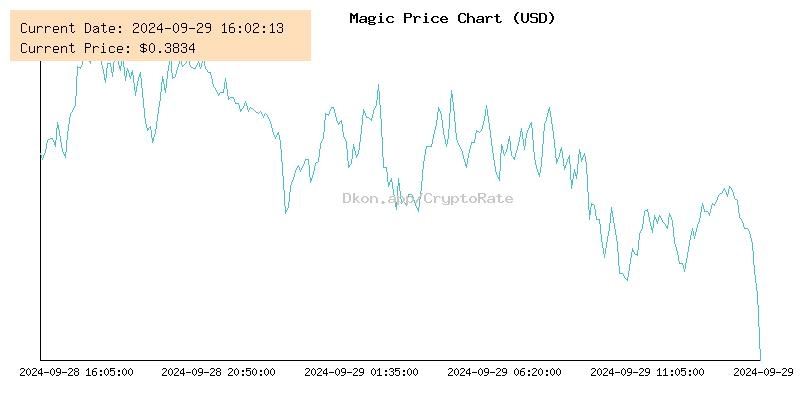 Magic Price Chart (USD)
Current Date: 2024-09-29 16:02:13
Current Price: $0.3834
Dkon.app/CryptoRate
2024-09-28 16:05:00 2024-09-28 20:50:00 2024-09-29 01:35:00 2024-09-29 06:20:00 2024-09-29 11:05:00 2024-09-29